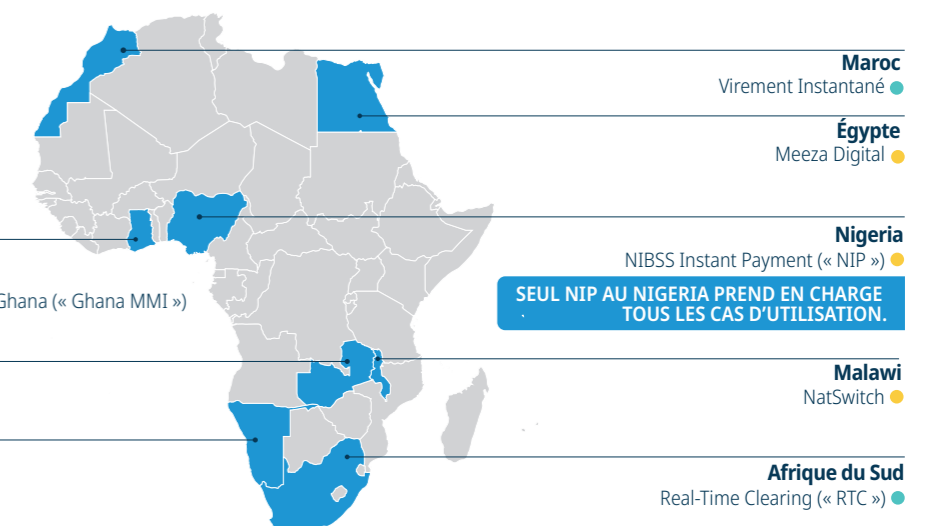 Maroc
Virement Instantané
Égypte
Meeza Digital
Nigeria
NIBSS Instant Payment (« NIP »)
Ghana (« Ghana MMI »)
SEUL NIP AU NIGERIA PREND EN CHARGE
TOUS LES CAS D’UTILISATION.
Malawi
NatSwitch
Afrique du Sud
Real-Time Clearing (« RTC »)